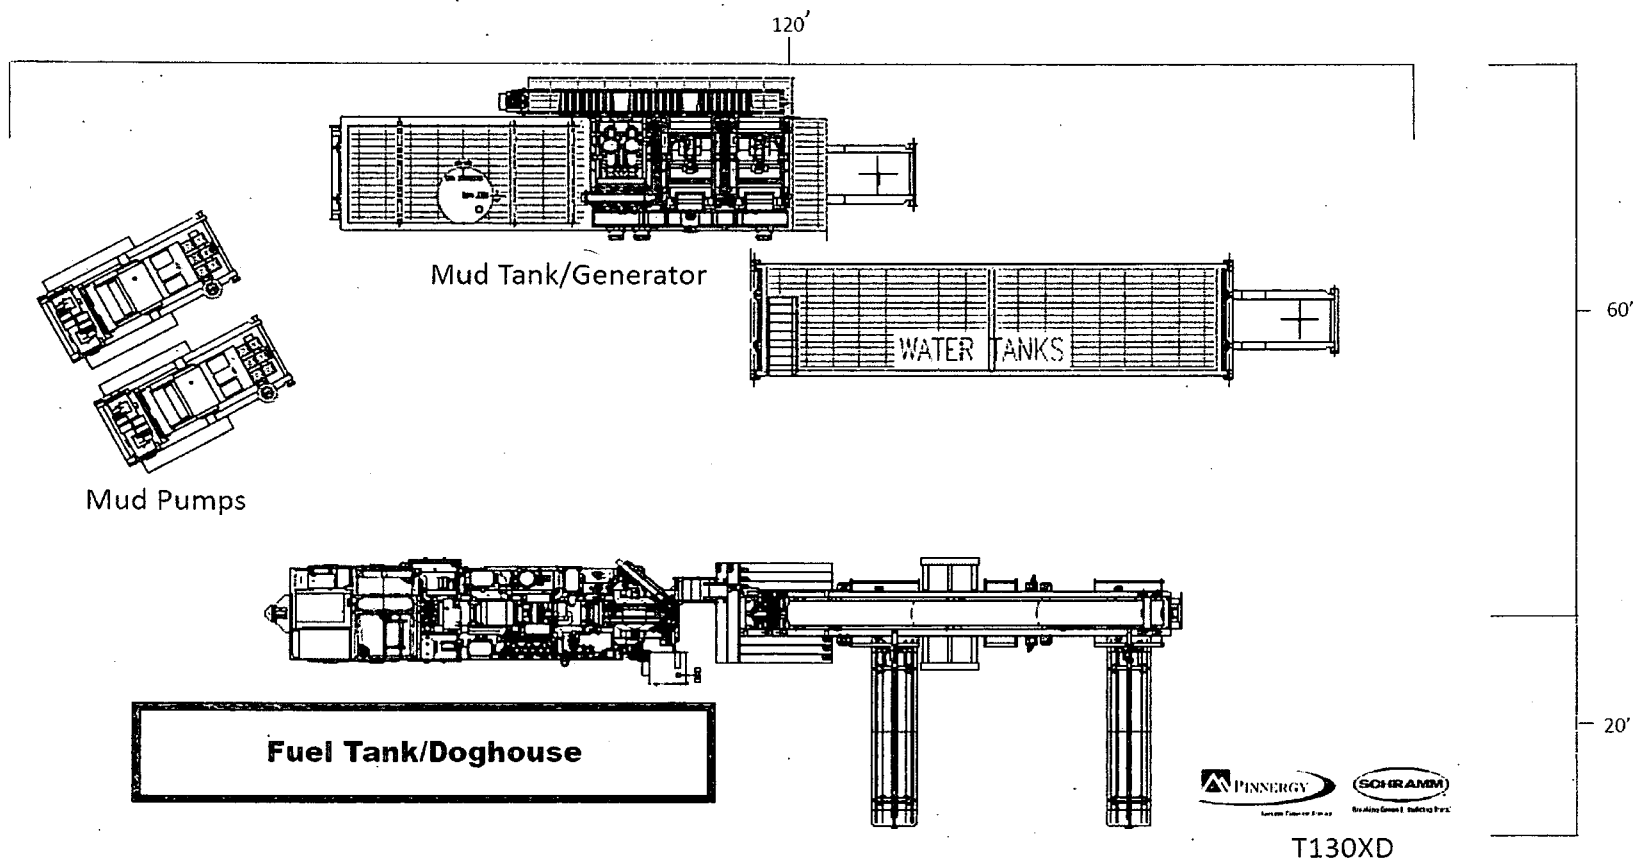 120'
Mud Tank/Generator
60'
WATER TANKS
Mud Pumps
Fuel Tank/Doghouse
20'
PINNERGY
SCHRAMM
T130XD